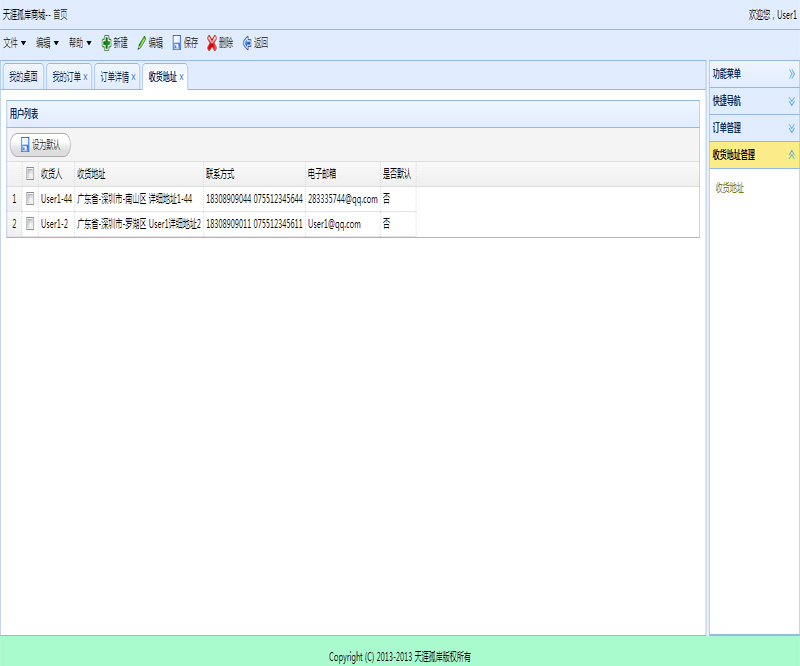 天涯孤岸商城-- 首页
欢迎您 , User1
文件 编辑 帮助 新建 编辑 保存 删除 返回
我的桌面 我的订单 x 订单详情 x 收货地址 x
用户列表
设为默认
收货人 收货地址 联系方式 电子邮箱 是否默认
1 User1-44 广东省-深圳市-南山区 详细地址1-44 18308909044 075512345644 283335744@qq.com 否
2 User1-2 广东省-深圳市-罗湖区 User1详细地址2 18308909011 075512345611 User1@qq.com 否
功能菜单
快捷导航
订单管理
收货地址管理
收货地址
Copyright (C) 2013-2013 天涯孤岸版权所有